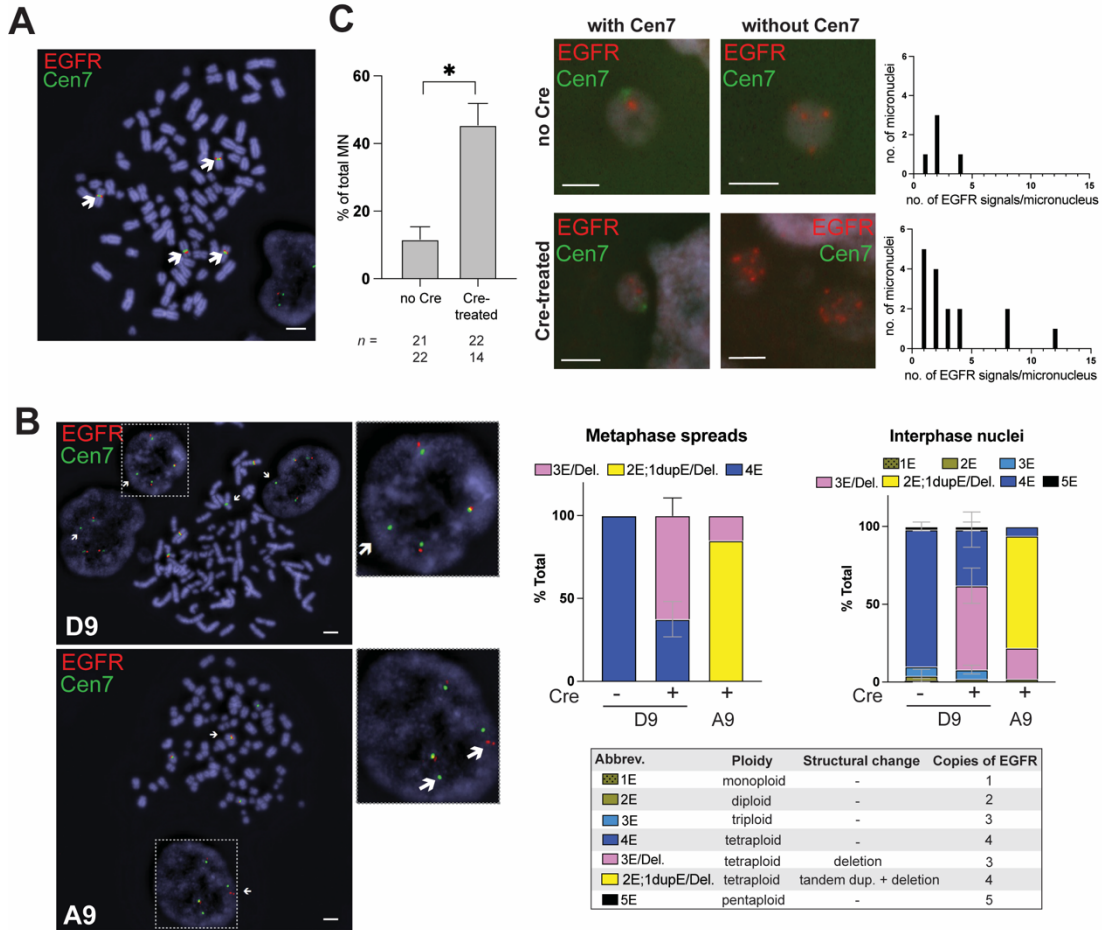 A
EGFR
Cen7
C
% of total MN
60
40
20
0
*
no Cre
Cre-
treated
n =
21
22
22
14
with Cen7
without Cen7
no Cre
EGFR
Cen7
EGFR
Cen7
Cre-treated
EGFR
Cen7
EGFR
Cen7
no. of micronuclei
6
4
2
0
0
5
10
15
no. of EGFR signals/micronucleus
no. of micronuclei
6
4
2
0
0
5
10
15
no. of EGFR signals/micronucleus
B
EGFR
Cen7
D9
EGFR
Cen7
A9
Metaphase spreads
3E/Del. 2E;1dupE/Del. 4E
% Total
100
50
0
Cre - + +
D9 A9
Interphase nuclei
1E 2E 3E
3E/Del. 2E;1dupE/Del. 4E 5E
% Total
100
50
0
Cre - + +
D9 A9
Abbrev. Ploidy Structural change Copies of EGFR
1E monoploid - 1
2E diploid - 2
3E triploid - 3
4E tetraploid - 4
3E/Del. tetraploid deletion 3
2E;1dupE/Del. tetraploid tandem dup. + deletion 4
5E pentaploid - 5